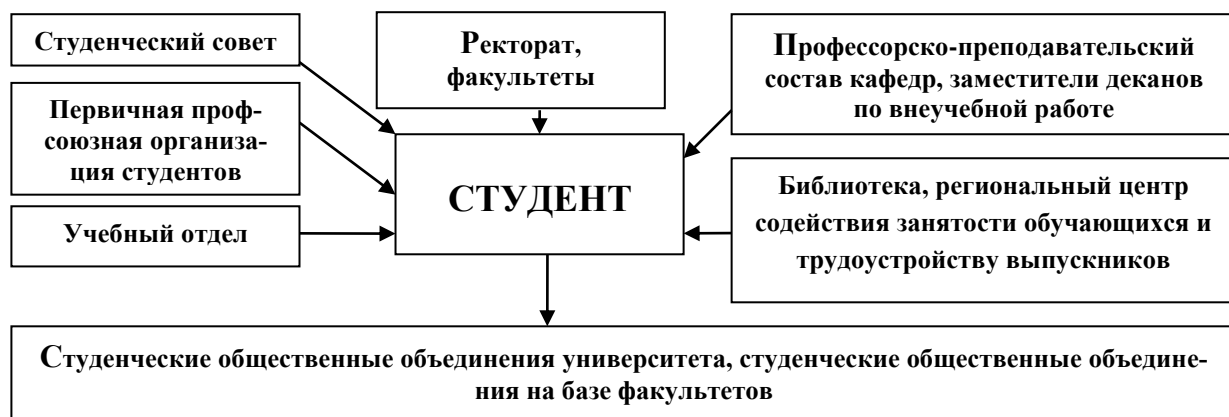 Студенческий совет
Ректорат,
факультеты
Профессорско-преподавательский
состав кафедр, заместители деканов
по внеучебной работе
Первичная проф-
союзная организа-
ция студентов
СТУДЕНТ
Библиотека, региональный центр
содействия занятости обучающихся и
трудоустройству выпускников
Учебный отдел
Студенческие общественные объединения университета, студенческие общественные объедине-
ния на базе факультетов